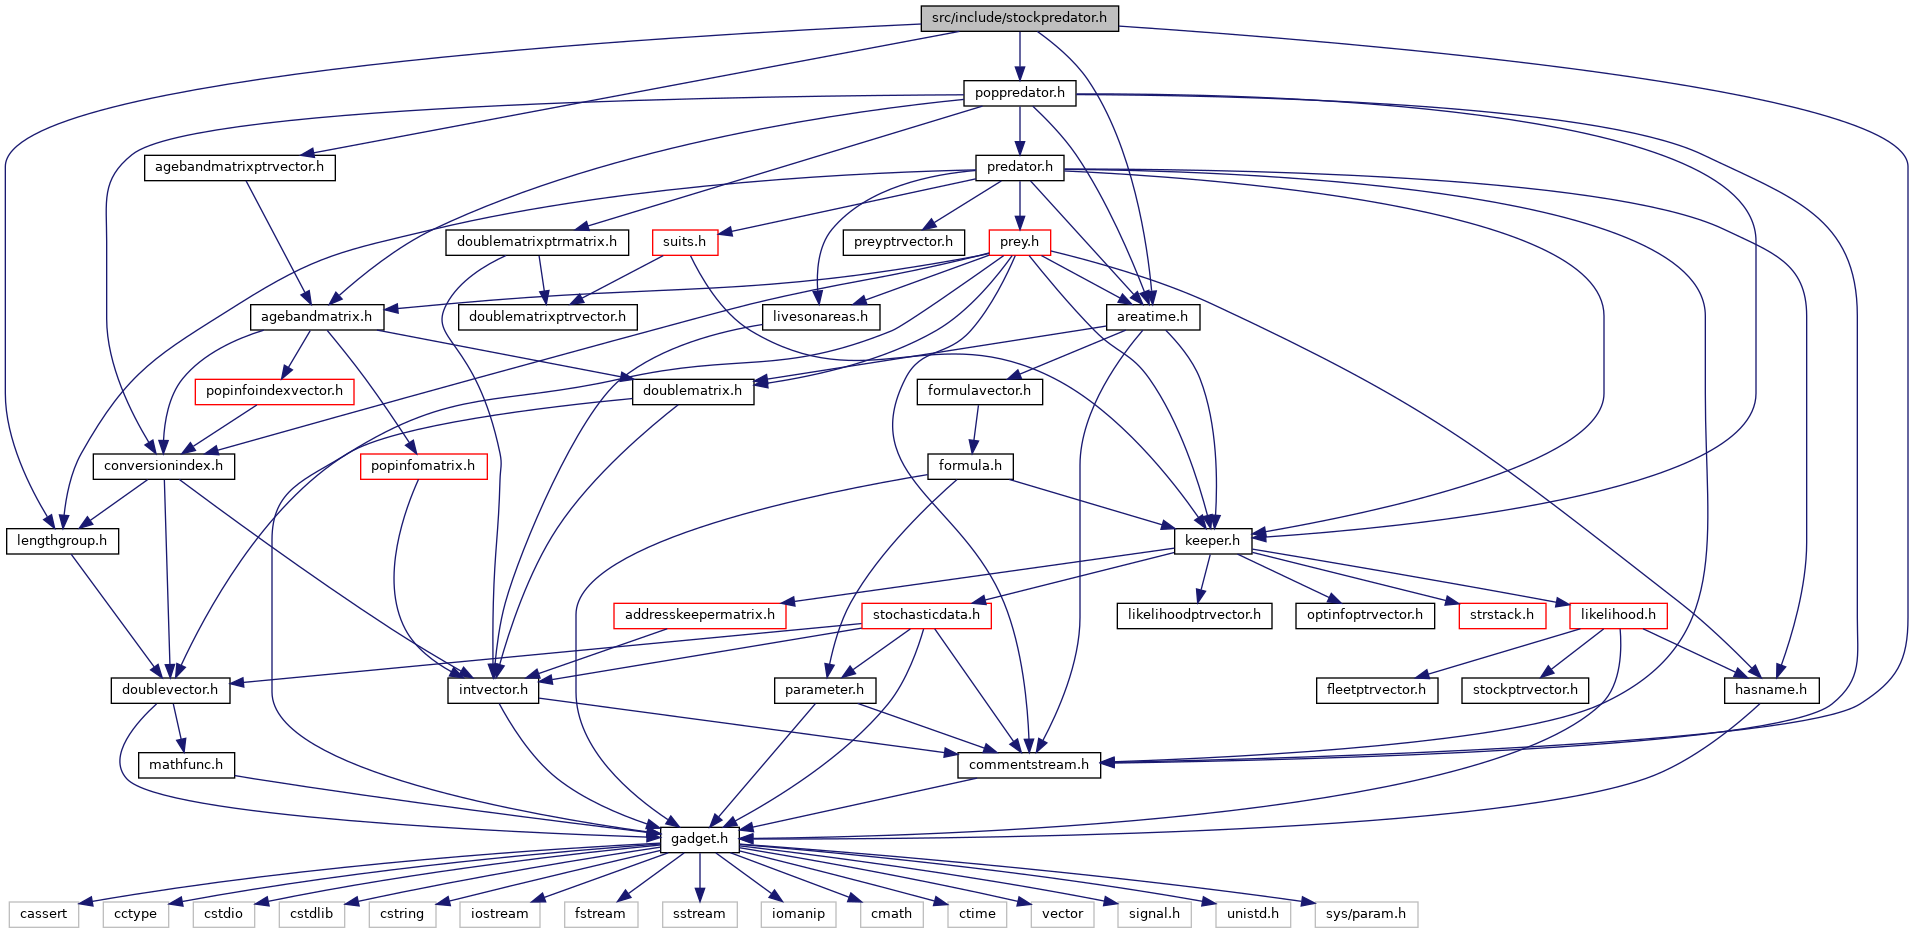 src/include/stockpredator.h
poppredator.h
agebandmatrixptrvector.h
predator.h
doublematrixptrmatrix.h
suits.h
preyptrvector.h
prey.h
agebandmatrix.h
doublematrixptrvector.h
livesonareas.h
areatime.h
popinfoindexvector.h
doublematrix.h
formulavector.h
conversionindex.h
popinfomatrix.h
formula.h
lengthgroup.h
keeper.h
addresskeepermatrix.h
stochasticdata.h
likelihoodptrvector.h
optinfoptrvector.h
strstack.h
likelihood.h
doublevector.h
intvector.h
parameter.h
fleetptrvector.h
stockptrvector.h
hasname.h
mathfunc.h
commentstream.h
gadget.h
cassert
cctype
cstdio
cstdlib
cstring
iostream
fstream
sstream
iomanip
cmath
ctime
vector
signal.h
unistd.h
sys/param.h